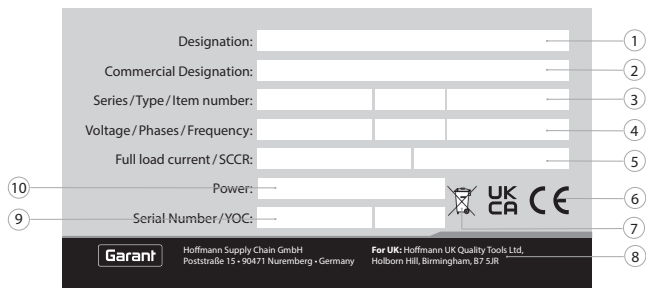 Designation:
1
Commercial Designation:
2
Series/Type/Item number:
3
Voltage/Phases/Frequency:
4
Full load current/SCCR:
5
10
Power:
UK
CA
CE
6
9
Serial Number/YOC:
7
Garant
Hoffmann Supply Chain GmbH
Poststraße 15 • 90471 Nuremberg • Germany
For UK: Hoffmann UK Quality Tools Ltd,
Holborn Hill, Birmingham, B7 5JR
8